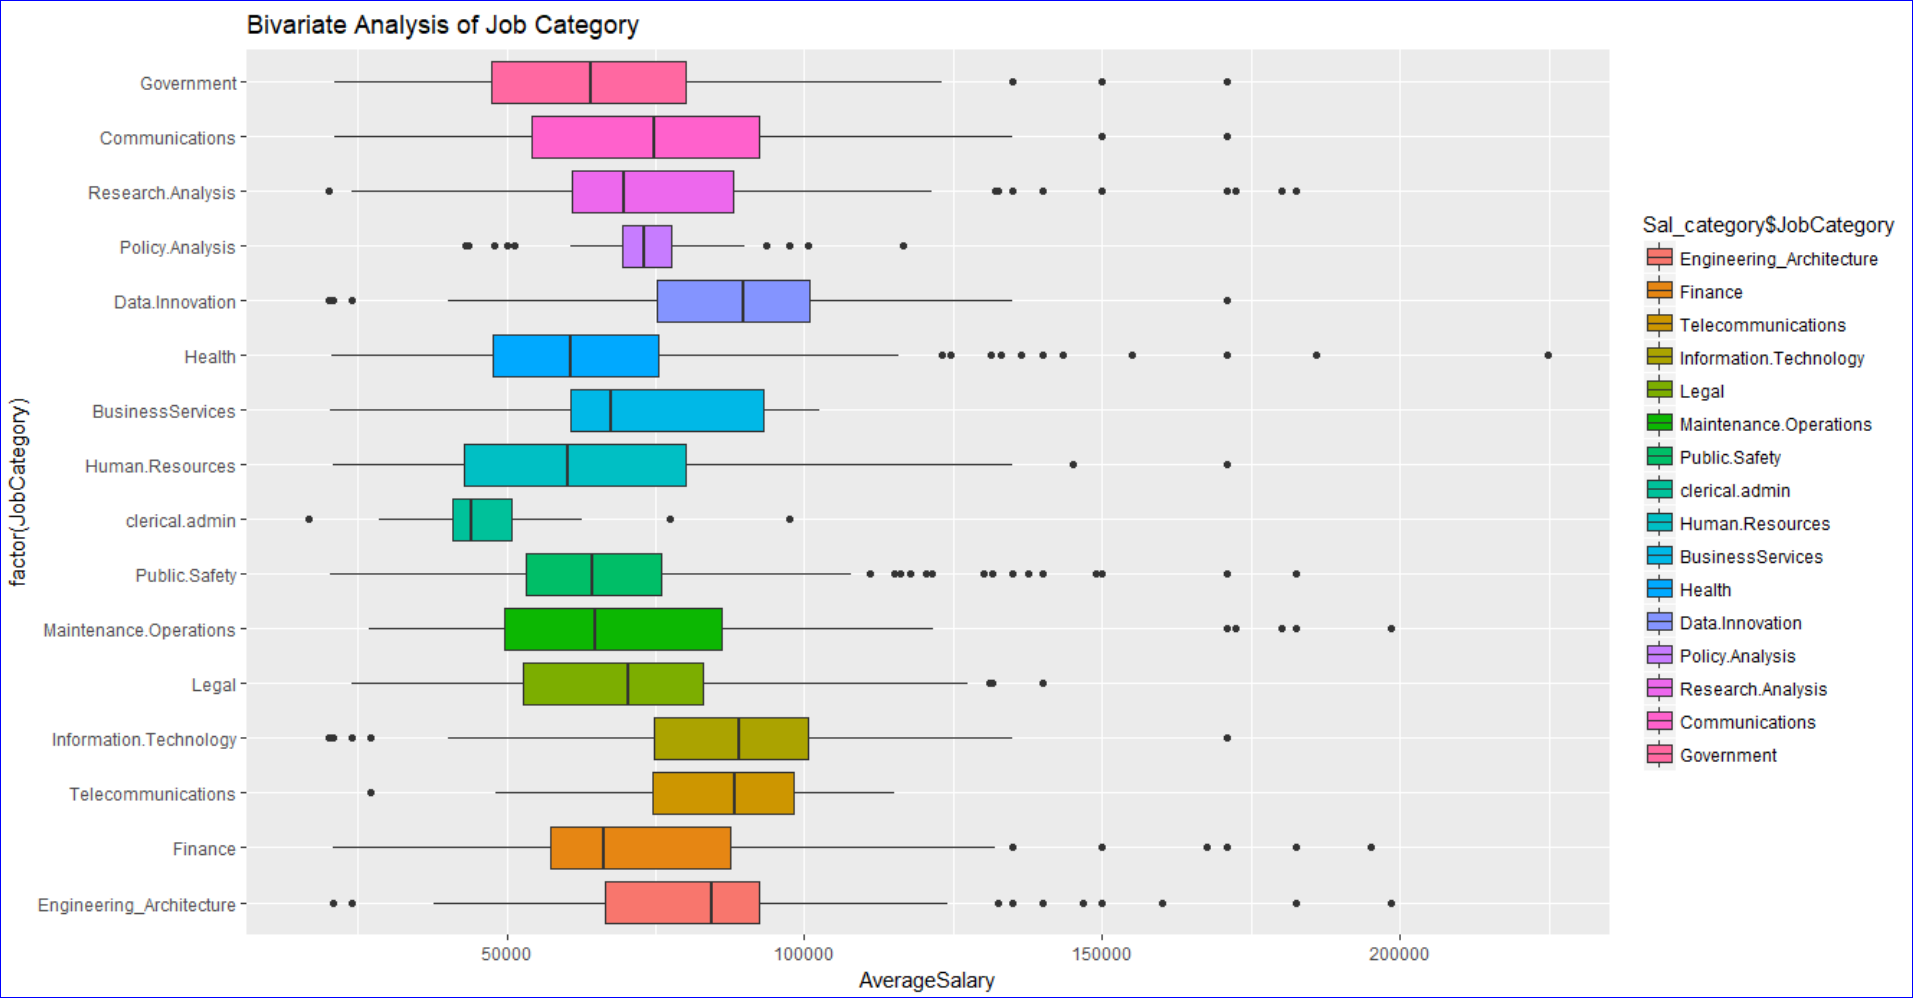 Bivariate Analysis of Job Category
factor(JobCategory)
Government
Communications
Research.Analysis
Policy.Analysis
Data.Innovation
Health
BusinessServices
Human.Resources
clerical.admin
Public.Safety
Maintenance.Operations
Legal
Information.Technology
Telecommunications
Finance
Engineering_Architecture
50000 100000 150000 200000
AverageSalary
Sal_category$JobCategory
Engineering_Architecture
Finance
Telecommunications
Information.Technology
Legal
Maintenance.Operations
Public.Safety
clerical.admin
Human.Resources
BusinessServices
Health
Data.Innovation
Policy.Analysis
Research.Analysis
Communications
Government